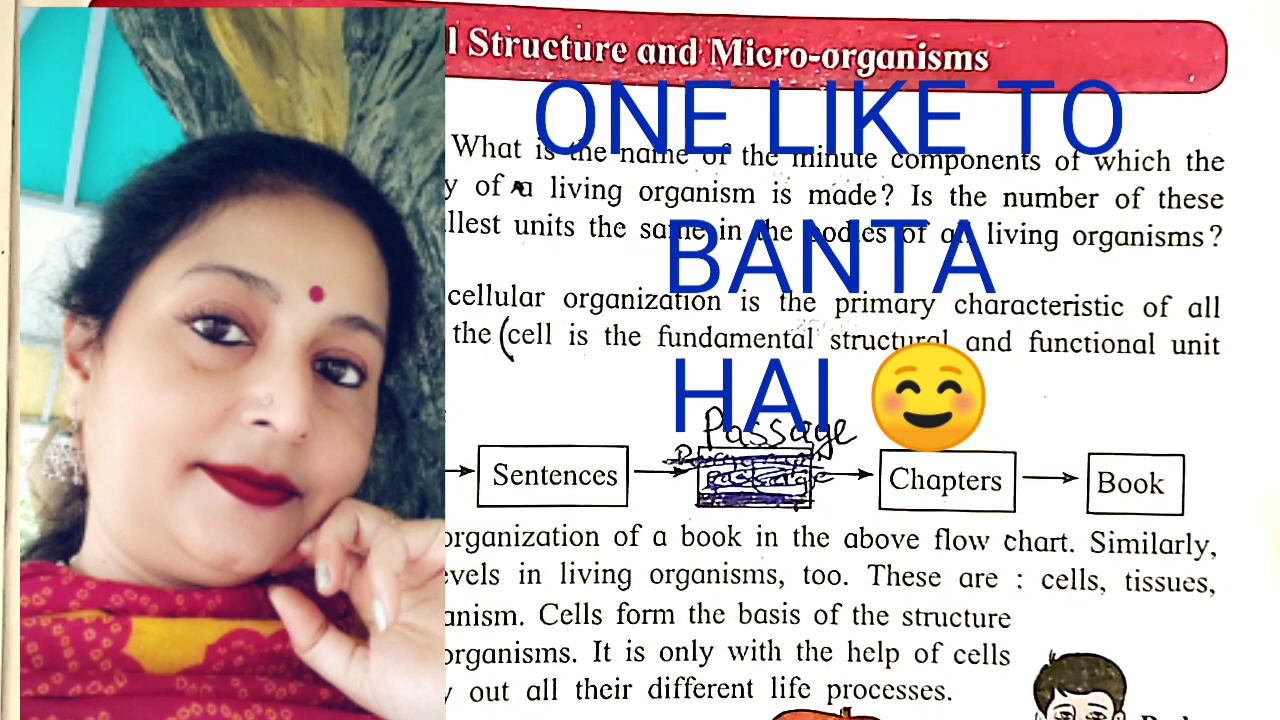 l Structure and Micro-organisms
ONE LIKE TO
What is the name of the minute components of which the
y of a living organism is made? Is the number of these
llest units the same in the bodies of all living organisms?
BANTA
cellular organization is the primary characteristic of all
the (cell is the fundamental structural and functional unit
HAI 😊
Passage
Sentences
passage
Chapters
Book
organization of a book in the above flow chart. Similarly,
evels in living organisms, too. These are : cells, tissues,
anism. Cells form the basis of the structure
organisms. It is only with the help of cells
y out all their different life processes.